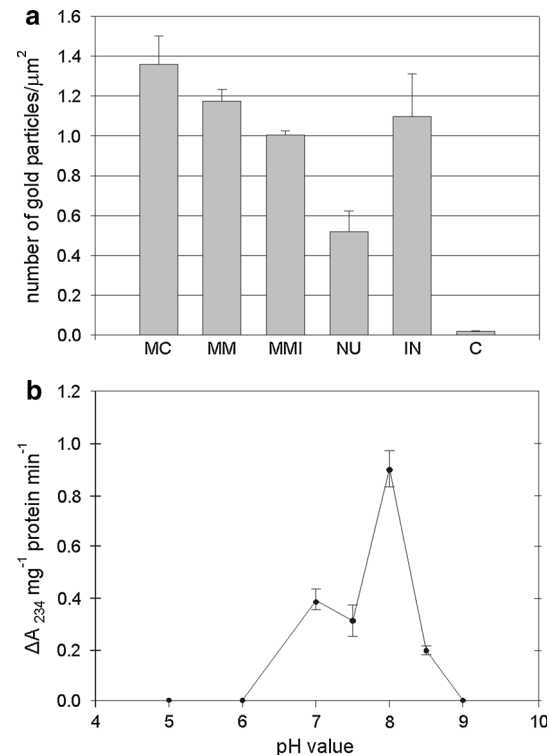 a
number of gold particles/μm²
1.6
1.4
1.2
1.0
0.8
0.6
0.4
0.2
0.0
MC MM MMI NU IN C
b
ΔA 234 mg⁻¹ protein min⁻¹
1.2
1.0
0.8
0.6
0.4
0.2
0.0
4 5 6 7 8 9 10
pH value